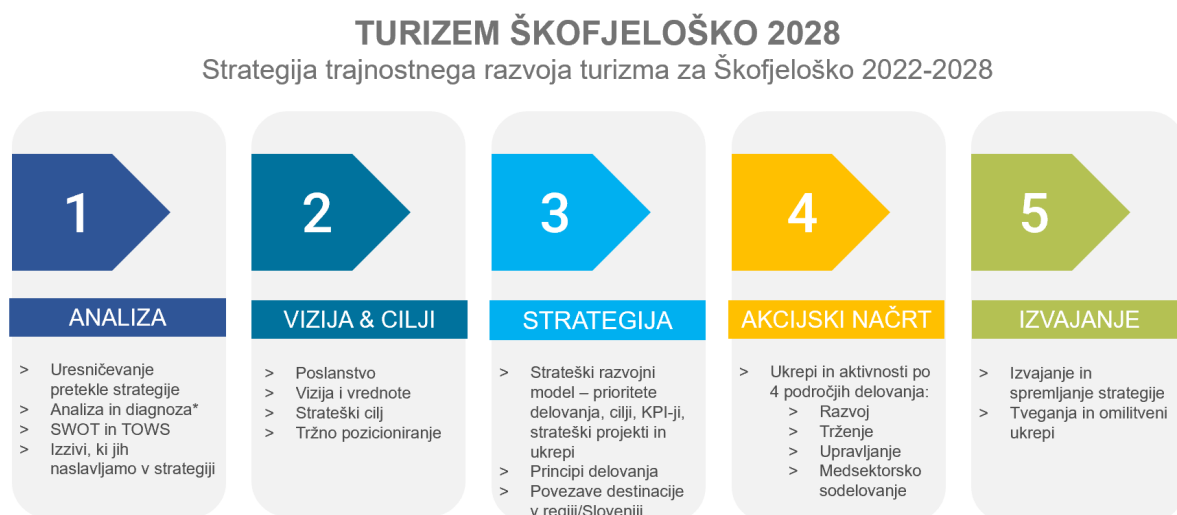 TURIZEM ŠKOFJELOŠKO 2028
Strategija trajnostnega razvoja turizma za Škofjeloško 2022-2028
1
ANALIZA
> Uresničevanje
pretekle strategije
> Analiza in diagnoza*
> SWOT in TOWS
> Izzivi, ki jih
naslavljamo v strategiji
2
VIZIJA & CILJI
> Poslanstvo
> Vizija i vrednote
> Strateški cilj
> Tržno pozicioniranje
3
STRATEGIJA
> Strateški razvojni
model – prioritete
delovanja, cilji, KPI-ji,
strateški projekti in
ukrepi
> Principi delovanja
> Povezave destinacije
v regiji/Sloveniji
4
AKCIJSKI NAČRT
> Ukrepi in aktivnosti po
4 področjih delovanja:
> Razvoj
> Trženje
> Upravljanje
> Medsektorsko
sodelovanje
5
IZVAJANJE
> Izvajanje in
spremljanje strategije
> Tveganja in omilitveni
ukrepi